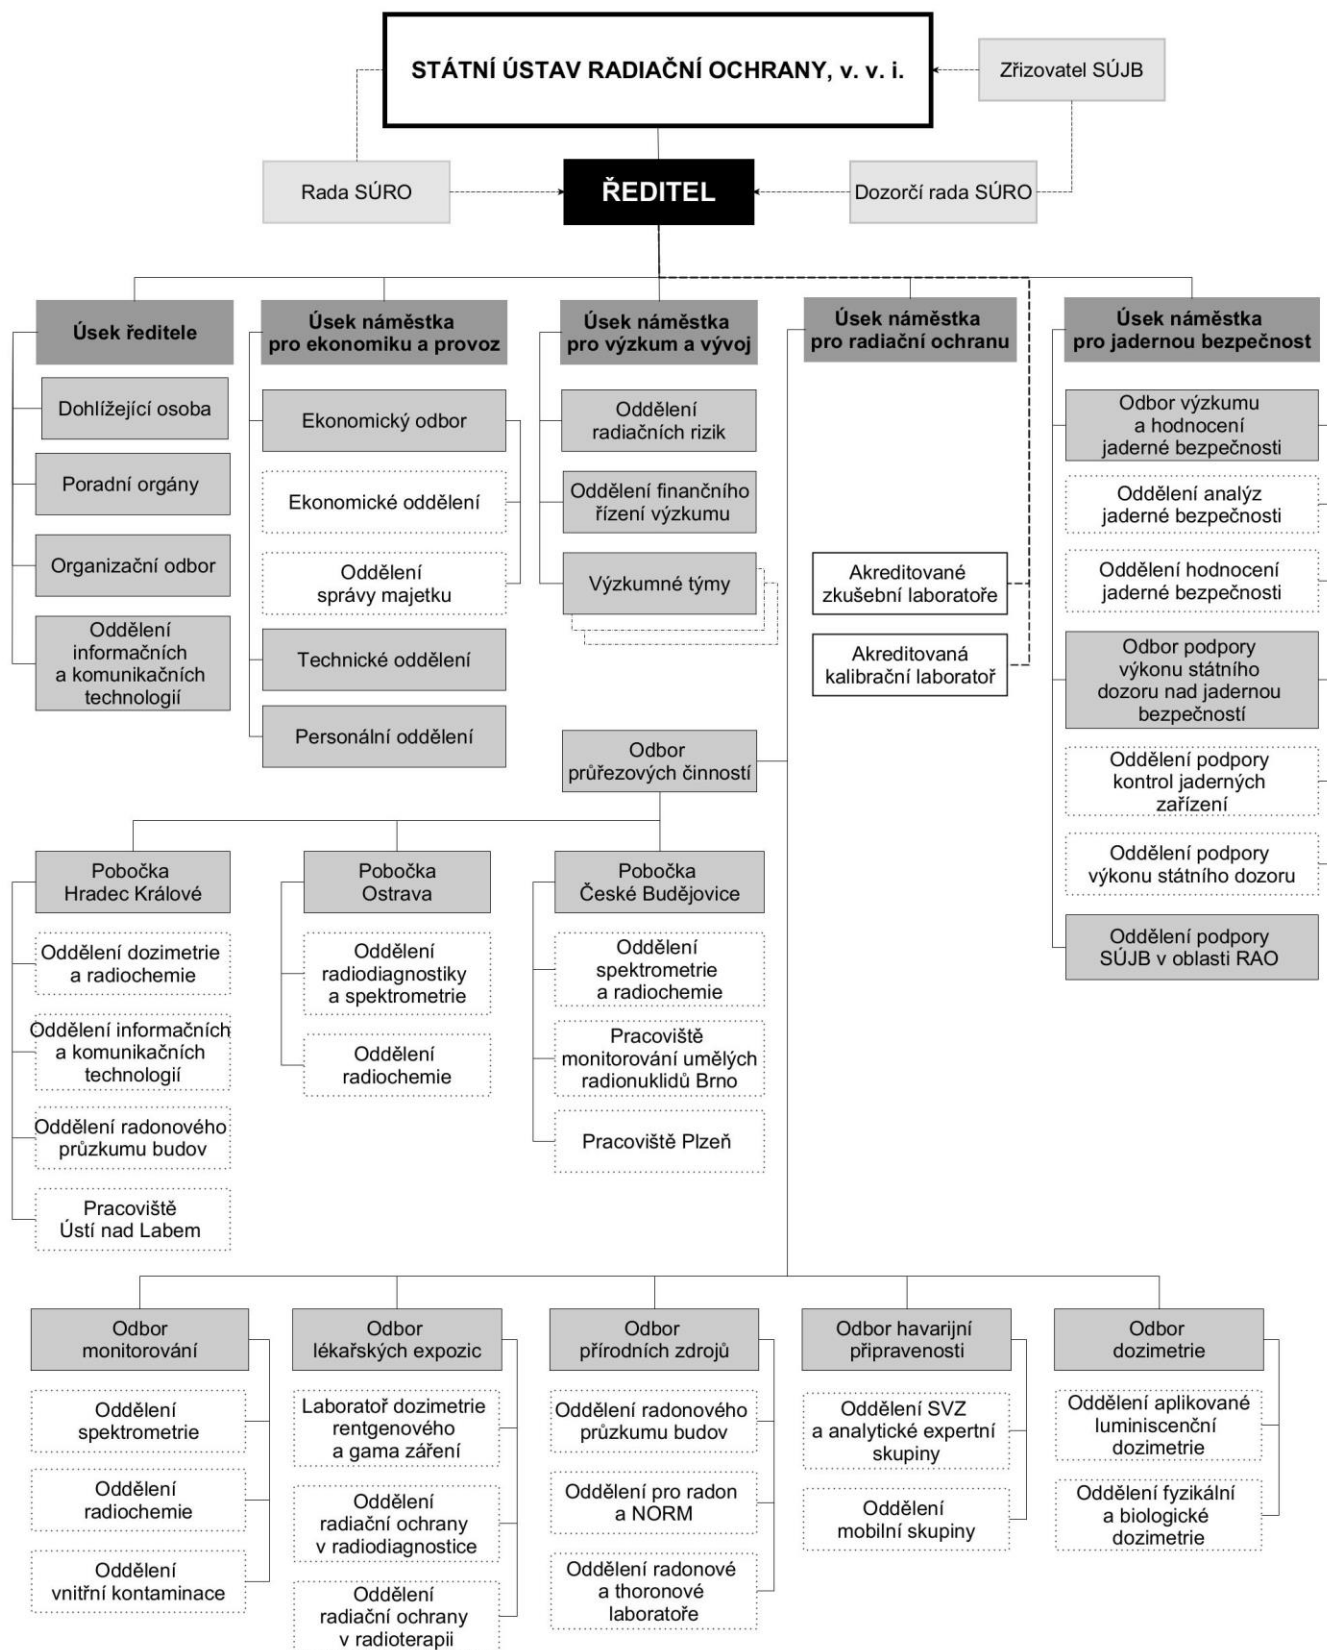 STÁTNÍ ÚSTAV RADIAČNÍ OCHRANY, v. v. i.
Zřizovatel SÚJB
Rada SÚRO
ŘEDITEL
Dozorčí rada SÚRO
Úsek ředitele
Úsek náměstka
pro ekonomiku a provoz
Úsek náměstka
pro výzkum a vývoj
Úsek náměstka
pro radiační ochranu
Úsek náměstka
pro jadernou bezpečnost
Dohlížející osoba
Poradní orgány
Organizační odbor
Oddělení
informačních
a komunikačních
technologií
Ekonomický odbor
Ekonomické oddělení
Oddělení
správy majetku
Technické oddělení
Personální oddělení
Oddělení
radiačních rizik
Oddělení finančního
řízení výzkumu
Výzkumné týmy
Akreditované
zkušební laboratoře
Akreditovaná
kalibrační laboratoř
Odbor výzkumu
a hodnocení
jaderné bezpečnosti
Oddělení analýz
jaderné bezpečnosti
Oddělení hodnocení
jaderné bezpečnosti
Odbor podpory
výkonu státního
dozoru nad jadernou
bezpečností
Oddělení podpory
kontrol jaderných
zařízení
Oddělení podpory
výkonu státního dozoru
Oddělení podpory
SÚJB v oblasti RAO
Odbor
průřezových činností
Pobočka
Hradec Králové
Oddělení dozimetrie
a radiochemie
Oddělení informačních
a komunikačních
technologií
Oddělení radonového
průzkumu budov
Pracoviště
Ústí nad Labem
Pobočka
Ostrava
Oddělení
radiodiagnostiky
a spektrometrie
Oddělení
radiochemie
Pobočka
České Budějovice
Oddělení
spektrometrie
a radiochemie
Pracoviště
monitorování umělých
radionuklidů Brno
Pracoviště Plzeň
Odbor
monitorování
Oddělení
spektrometrie
Oddělení
radiochemie
Oddělení
vnitřní kontaminace
Odbor
lékařských expozic
Laboratoř dozimetrie
rentgenového
a gama záření
Oddělení
radiační ochrany
v radiodiagnostice
Oddělení
radiační ochrany
v radioterapii
Odbor
přírodních zdrojů
Oddělení radonového
průzkumu budov
Oddělení pro radon
a NORM
Oddělení radonové
a thoronové
laboratoře
Odbor havarijní
připravenosti
Oddělení SVZ
a analytické expertní
skupiny
Oddělení
mobilní skupiny
Odbor
dozimetrie
Oddělení aplikované
luminiscenční
dozimetrie
Oddělení fyzikální
a biologické
dozimetrie